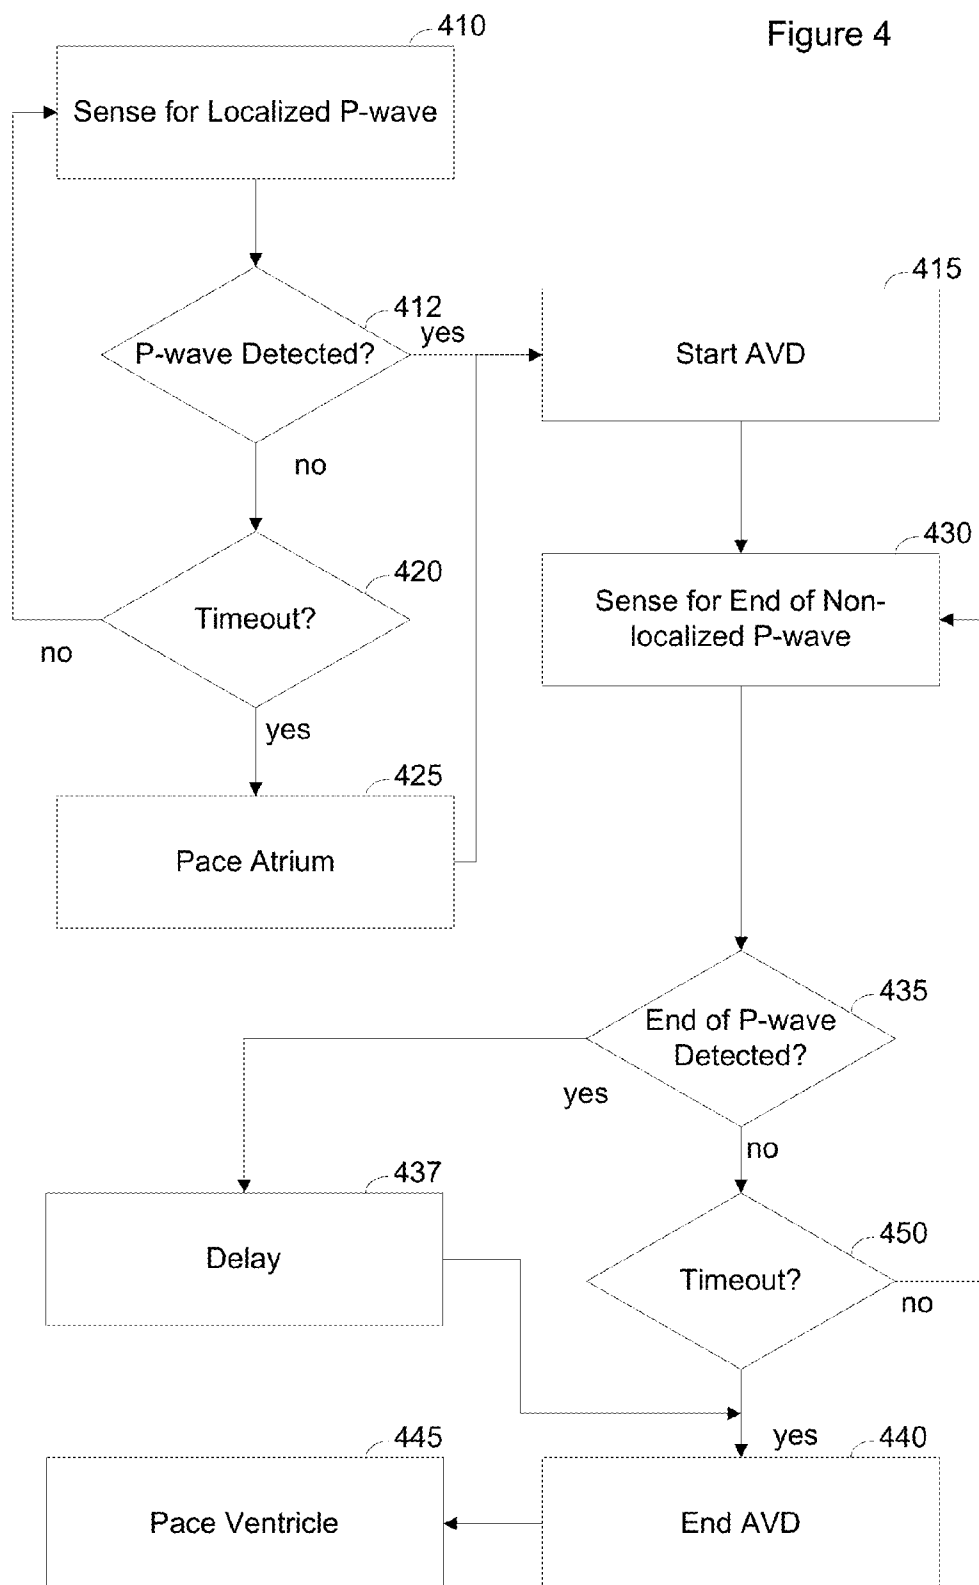 Figure 4
410
Sense for Localized P-wave
415
412
P-wave Detected?
yes
Start AVD
no
430
420
Timeout?
no
Sense for End of Non-
localized P-wave
yes
425
Pace Atrium
435
End of P-wave
Detected?
yes
no
437
Delay
450
Timeout?
no
yes
445
Pace Ventricle
440
End AVD